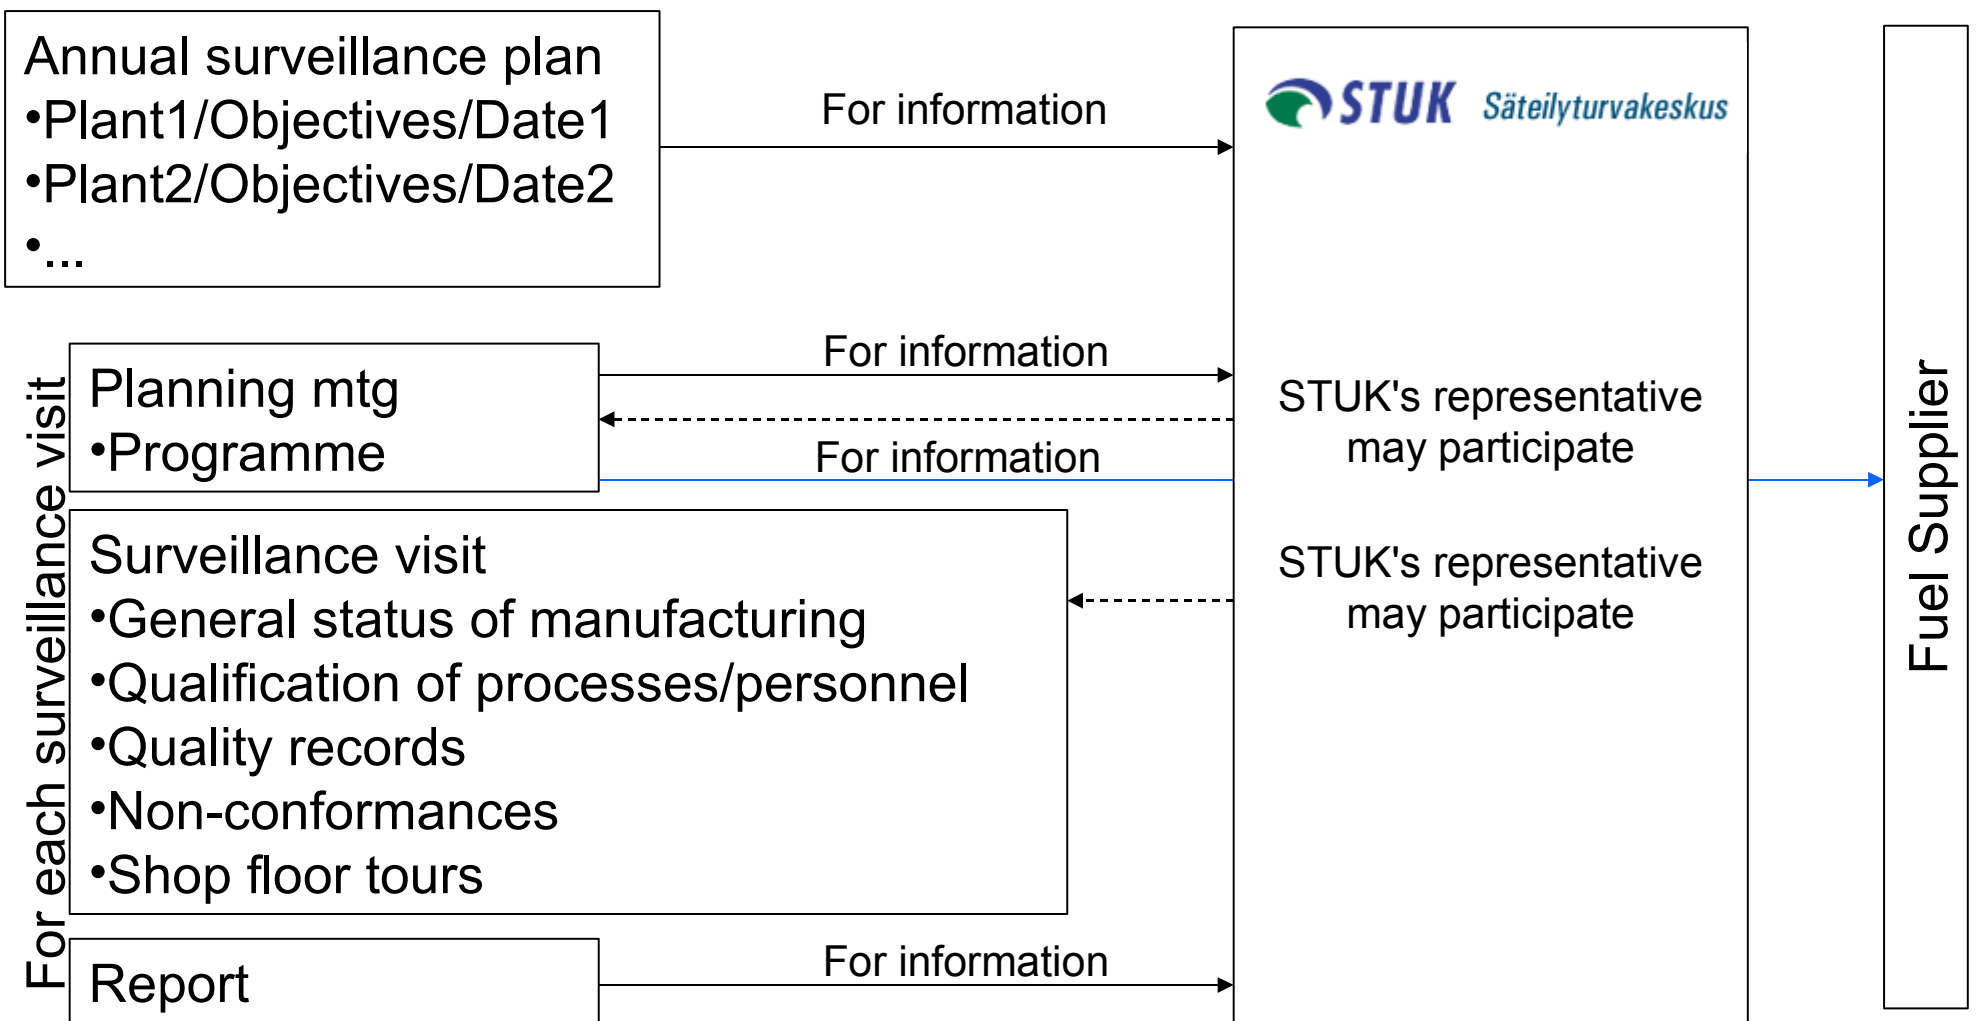 Annual surveillance plan
•Plant1/Objectives/Date1
•Plant2/Objectives/Date2
•...
For information
STUK Säteilyturvakeskus
For each surveillance visit
Planning mtg
•Programme
For information
For information
STUK's representative
may participate
Surveillance visit
•General status of manufacturing
•Qualification of processes/personnel
•Quality records
•Non-conformances
•Shop floor tours
STUK's representative
may participate
Report
For information
Fuel Supplier